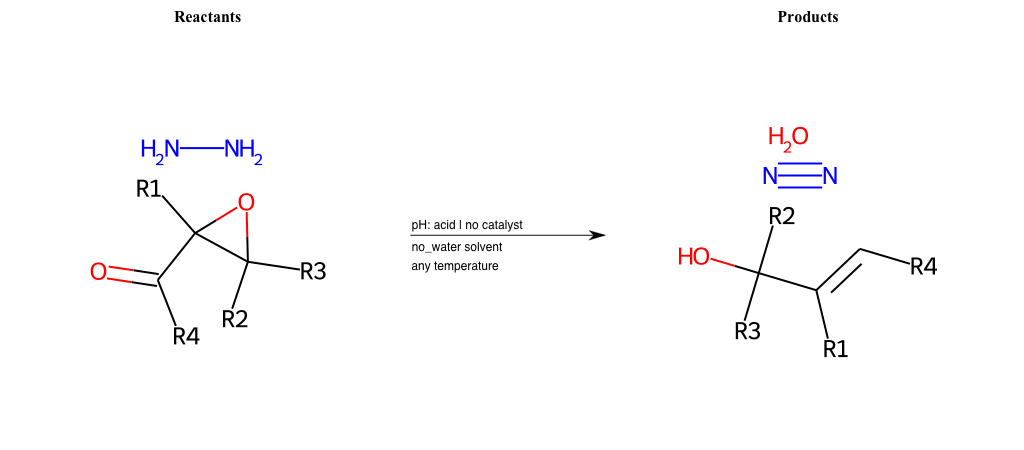 Reactants
Products
H2N NH2
R1
O
O
R3
R2
R4
pH: acid | no catalyst
no_water solvent
any temperature
H2O
N N
R2
HO
R4
R3
R1